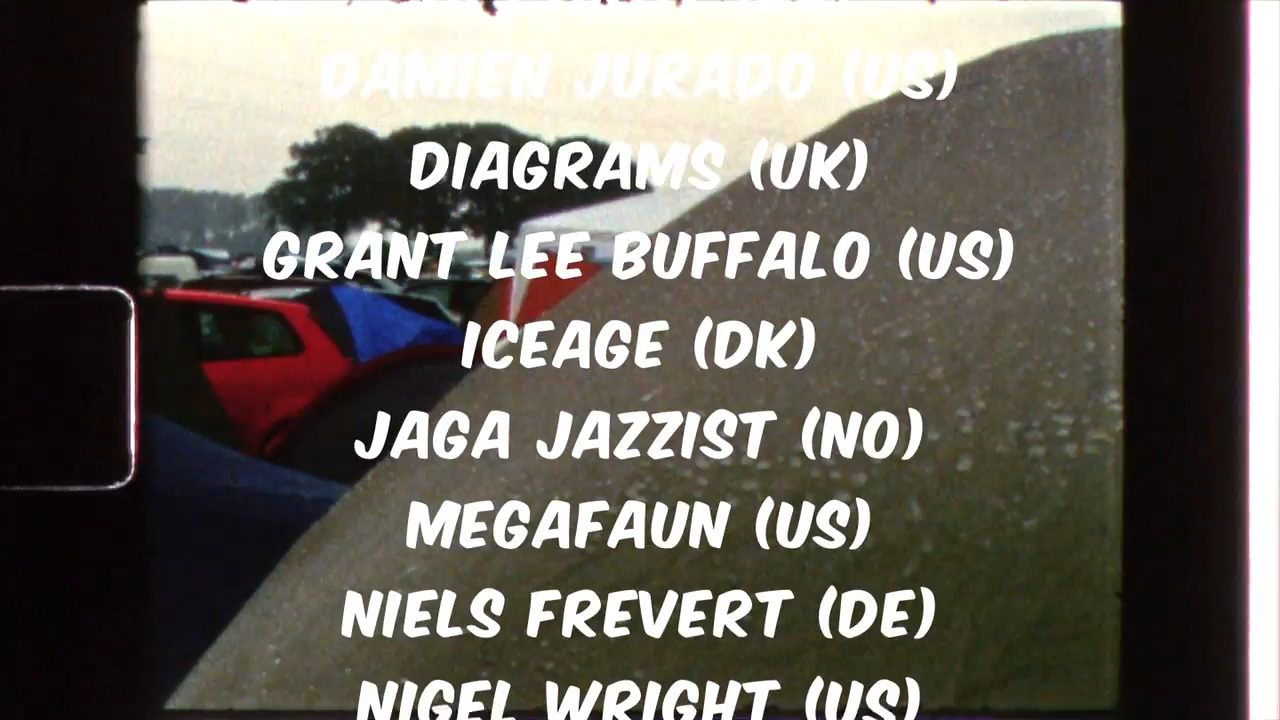 DAMIEN JURADO (US)
DIAGRAMS (UK)
GRANT LEE BUFFALO (US)
ICEAGE (DK)
JAGA JAZZIST (NO)
MEGAFAUN (US)
NIELS FREVERT (DE)
NIGEL WRIGHT (US)